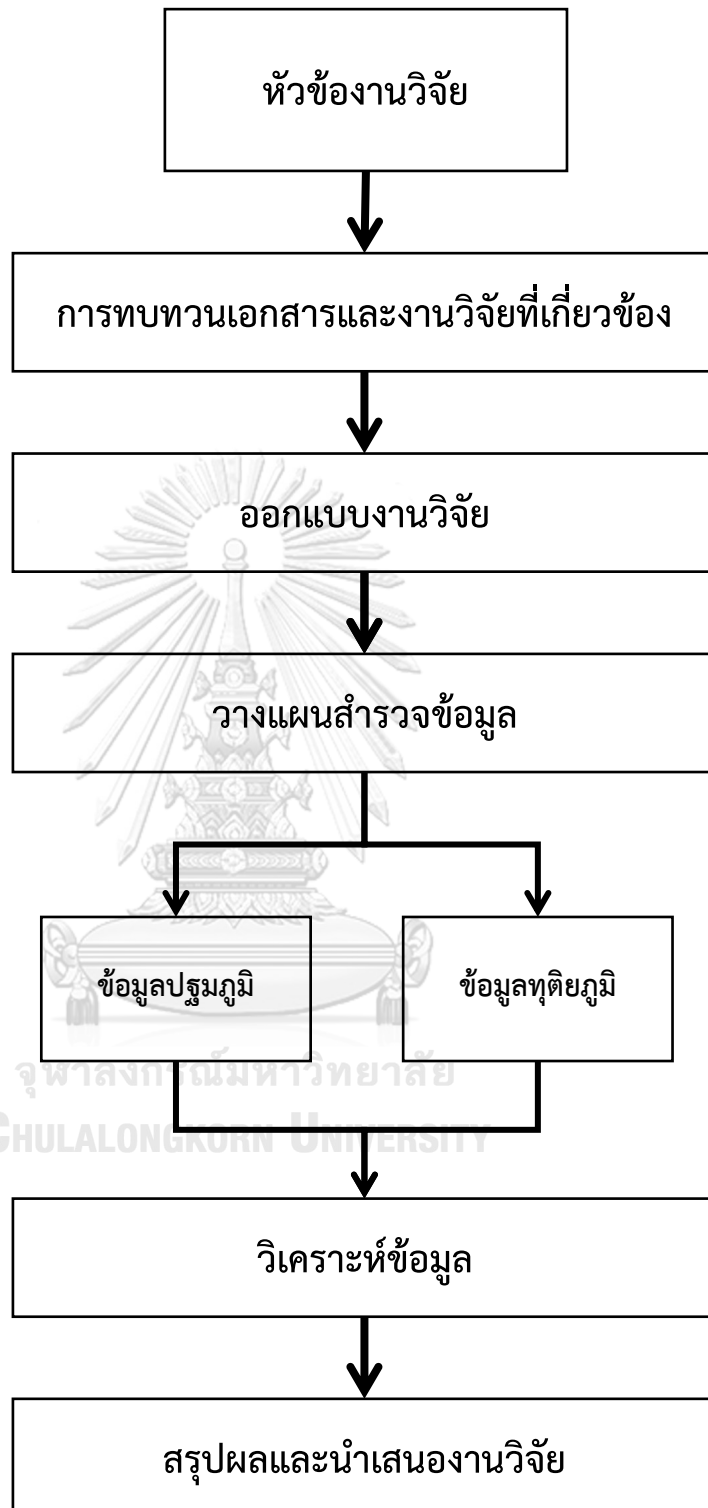 หัวข้องานวิจัย
การทบทวนเอกสารและงานวิจัยที่เกี่ยวข้อง
ออกแบบงานวิจัย
วางแผนสำรวจข้อมูล
ข้อมูลปฐมภูมิ
ข้อมูลทุติยภูมิ
จุฬาลงกรณ์มหาวิทยาลัย
CHULALONGKORN UNIVERSITY
วิเคราะห์ข้อมูล
สรุปผลและนำเสนองานวิจัย